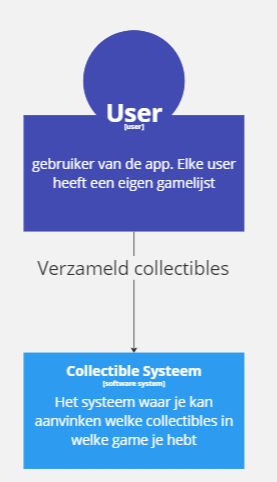 User
[user]
gebruiker van de app. Elke user
heeft een eigen gamelijst
Verzameld collectibles
Collectible Systeem
[software system]
Het systeem waar je kan
aanvinken welke collectibles in
welke game je hebt